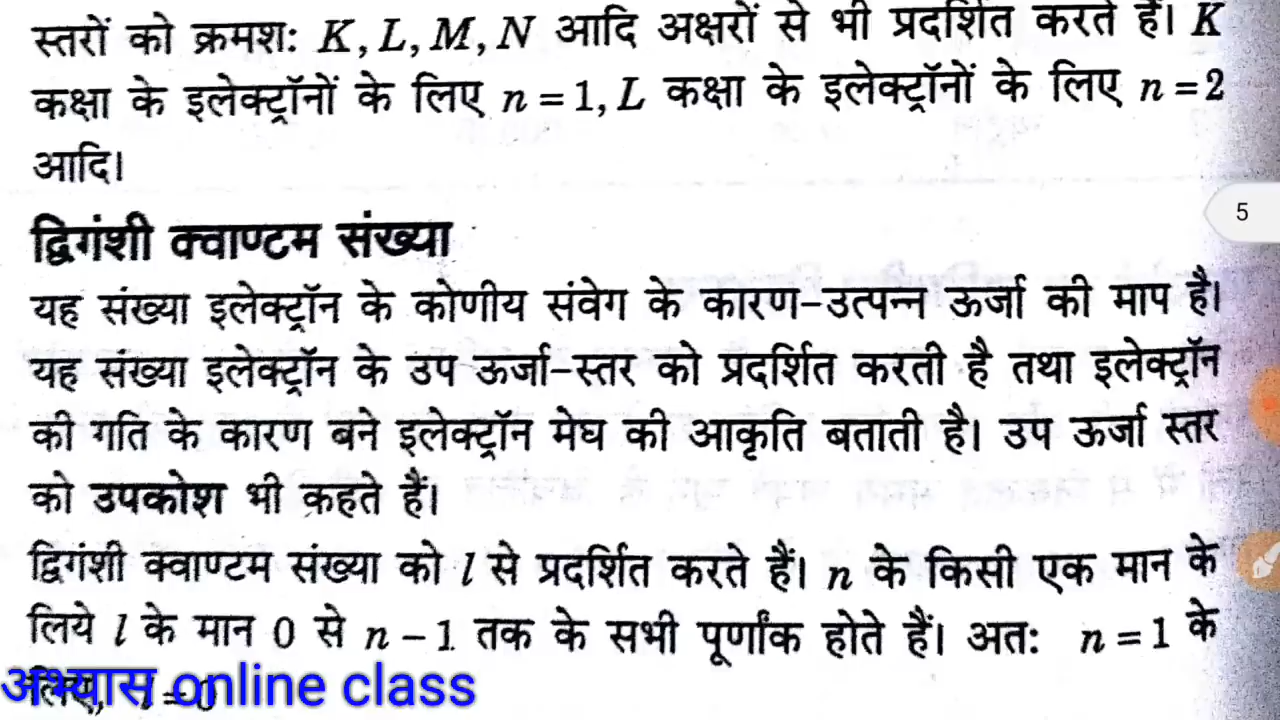 स्तरों को क्रमश: K, L, M, N आदि अक्षरों से भी प्रदर्शित करते हैं। K
कक्षा के इलेक्ट्रॉनों के लिए n = 1, L कक्षा के इलेक्ट्रॉनों के लिए n = 2
आदि।
5
द्विगंशी क्वाण्टम संख्या
यह संख्या इलेक्ट्रॉन के कोणीय संवेग के कारण-उत्पन्न ऊर्जा की माप है।
यह संख्या इलेक्ट्रॉन के उप ऊर्जा-स्तर को प्रदर्शित करती है तथा इलेक्ट्रॉन
की गति के कारण बने इलेक्ट्रॉन मेघ की आकृति बताती है। उप ऊर्जा स्तर
को उपकोश भी कहते हैं।
द्विगंशी क्वाण्टम संख्या को l से प्रदर्शित करते हैं। n के किसी एक मान के
लिये l के मान 0 से n – 1 तक के सभी पूर्णांक होते हैं। अत: n = 1 के
लिए, l = 0
अभ्यास online class